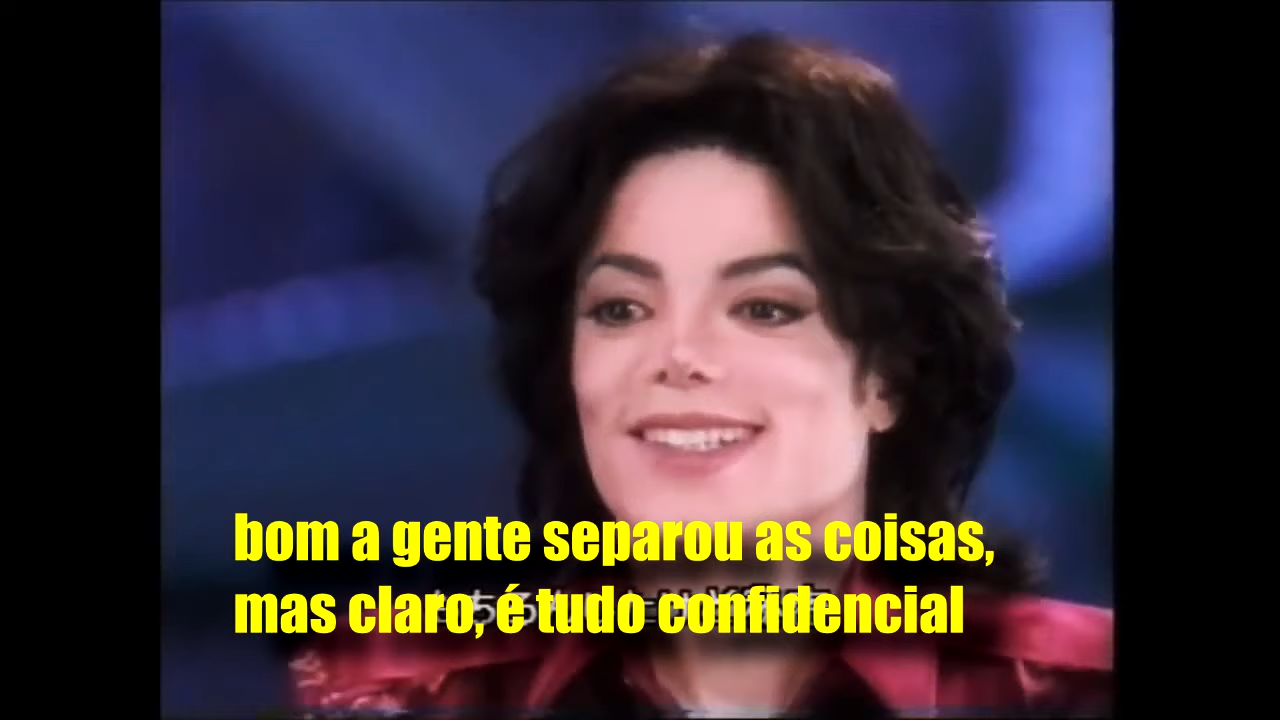 bom a gente separou as coisas,
mas claro, é tudo confidencial